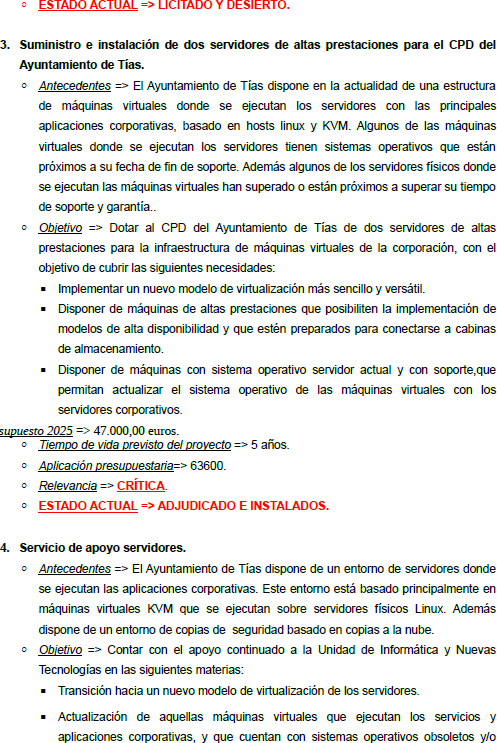 ○ ESTADO ACTUAL => LICITADO Y DESIERTO.
3. Suministro e instalación de dos servidores de altas prestaciones para el CPD del
Ayuntamiento de Tías.
○ Antecedentes => El Ayuntamiento de Tías dispone en la actualidad de una estructura
de máquinas virtuales donde se ejecutan los servidores con las principales
aplicaciones corporativas, basado en hosts linux y KVM. Algunos de las máquinas
virtuales donde se ejecutan los servidores tienen sistemas operativos que están
próximos a su fecha de fin de soporte. Además algunos de los servidores físicos donde
se ejecutan las máquinas virtuales han superado o están próximos a superar su tiempo
de soporte y garantía..
○ Objetivo => Dotar al CPD del Ayuntamiento de Tías de dos servidores de altas
prestaciones para la infraestructura de máquinas virtuales de la corporación, con el
objetivo de cubrir las siguientes necesidades:
▪ Implementar un nuevo modelo de virtualización más sencillo y versátil.
▪ Disponer de máquinas de altas prestaciones que posibiliten la implementación de
modelos de alta disponibilidad y que estén preparados para conectarse a cabinas
de almacenamiento.
▪ Disponer de máquinas con sistema operativo servidor actual y con soporte,que
permitan actualizar el sistema operativo de las máquinas virtuales con los
servidores corporativos.
supuesto 2025 => 47.000,00 euros.
○ Tiempo de vida previsto del proyecto => 5 años.
○ Aplicación presupuestaria=> 63600.
○ Relevancia => CRÍTICA.
○ ESTADO ACTUAL => ADJUDICADO E INSTALADOS.
4. Servicio de apoyo servidores.
○ Antecedentes => El Ayuntamiento de Tías dispone de un entorno de servidores donde
se ejecutan las aplicaciones corporativas. Este entorno está basado principalmente en
máquinas virtuales KVM que se ejecutan sobre servidores físicos Linux. Además
dispone de un entorno de copias de seguridad basado en copias a la nube.
○ Objetivo => Contar con el apoyo continuado a la Unidad de Informática y Nuevas
Tecnologías en las siguientes materias:
▪ Transición hacia un nuevo modelo de virtualización de los servidores.
▪ Actualización de aquellas máquinas virtuales que ejecutan los servicios y
aplicaciones corporativas, y que cuentan con sistemas operativos obsoletos y/o